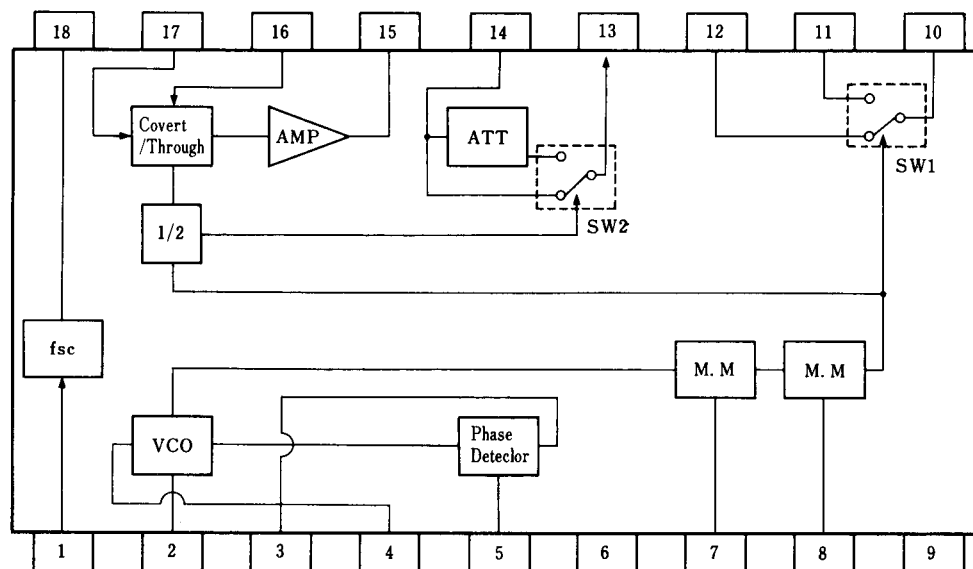 18 17 16 15 14 13 12 11 10
Covert
/Through
AMP
ATT
SW1
SW2
1/2
fsc
M. M M. M
VCO
Phase
Detector
1 2 3 4 5 6 7 8 9